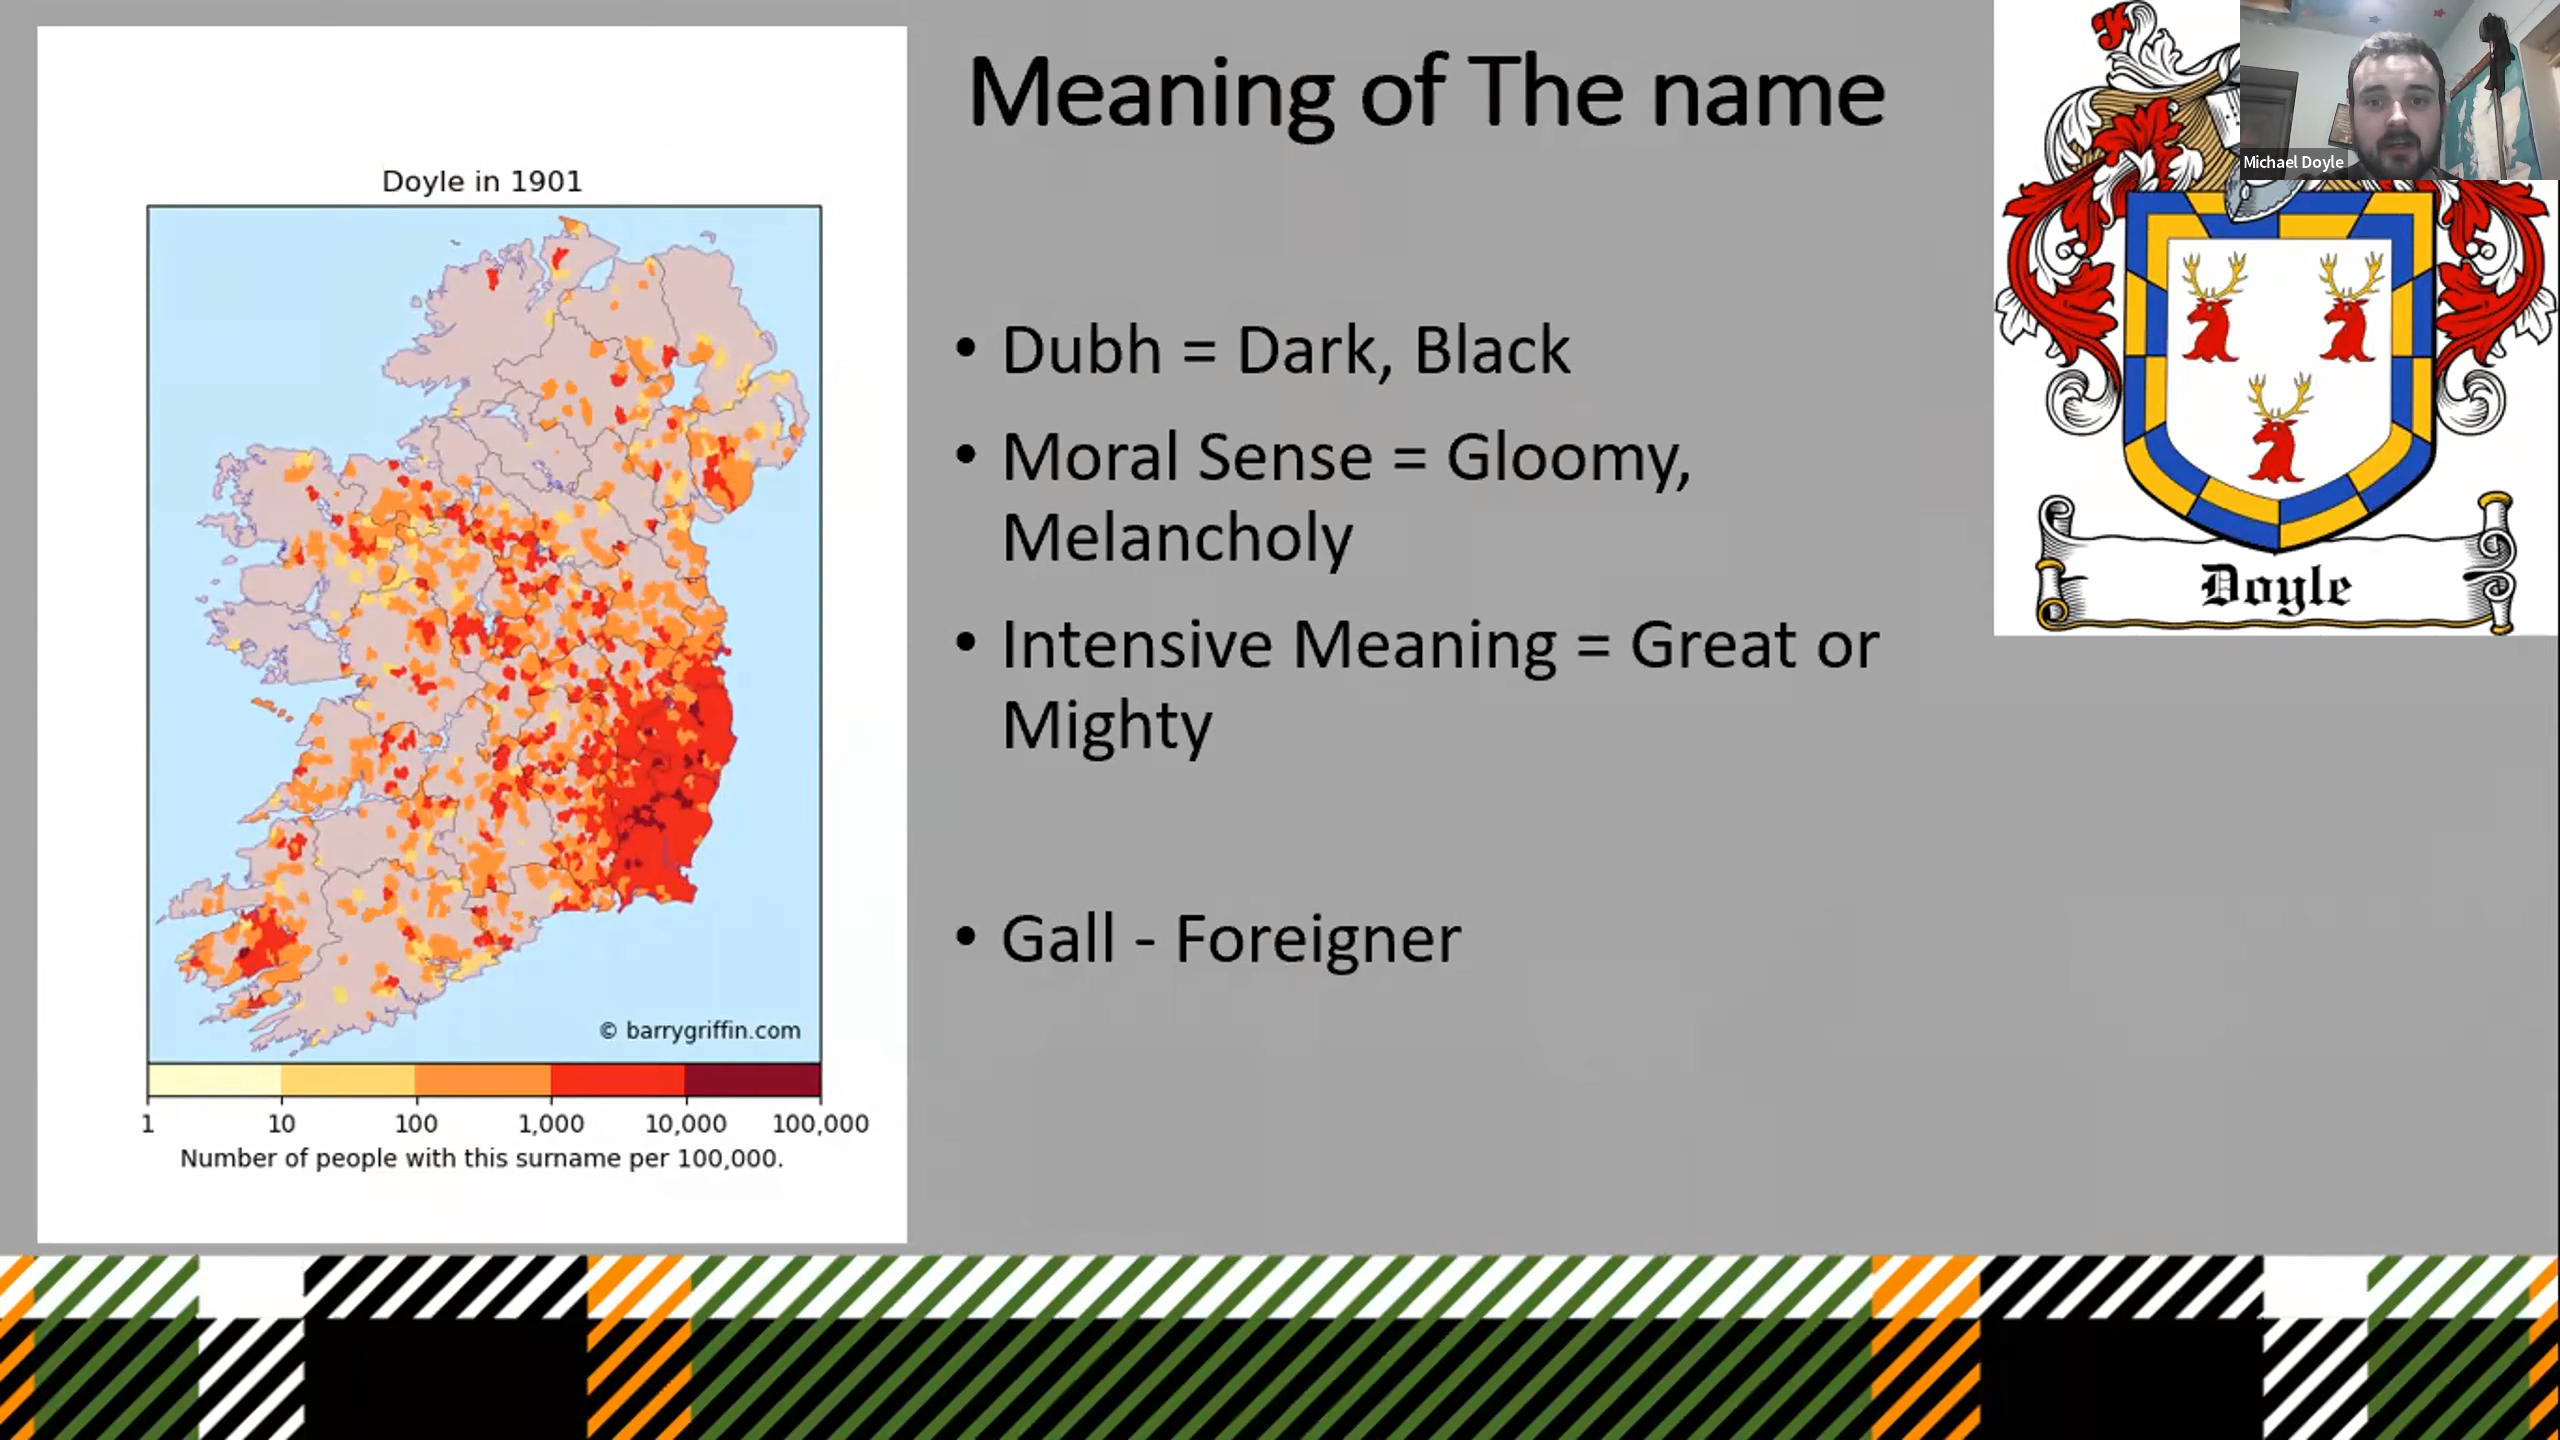 Meaning of The name
Michael Doyle
Doyle in 1901
• Dubh = Dark, Black
• Moral Sense = Gloomy,
Melancholy
• Intensive Meaning = Great or
Mighty
• Gall - Foreigner
Doyle
© barrygriffin.com
1 10 100 1,000 10,000 100,000
Number of people with this surname per 100,000.